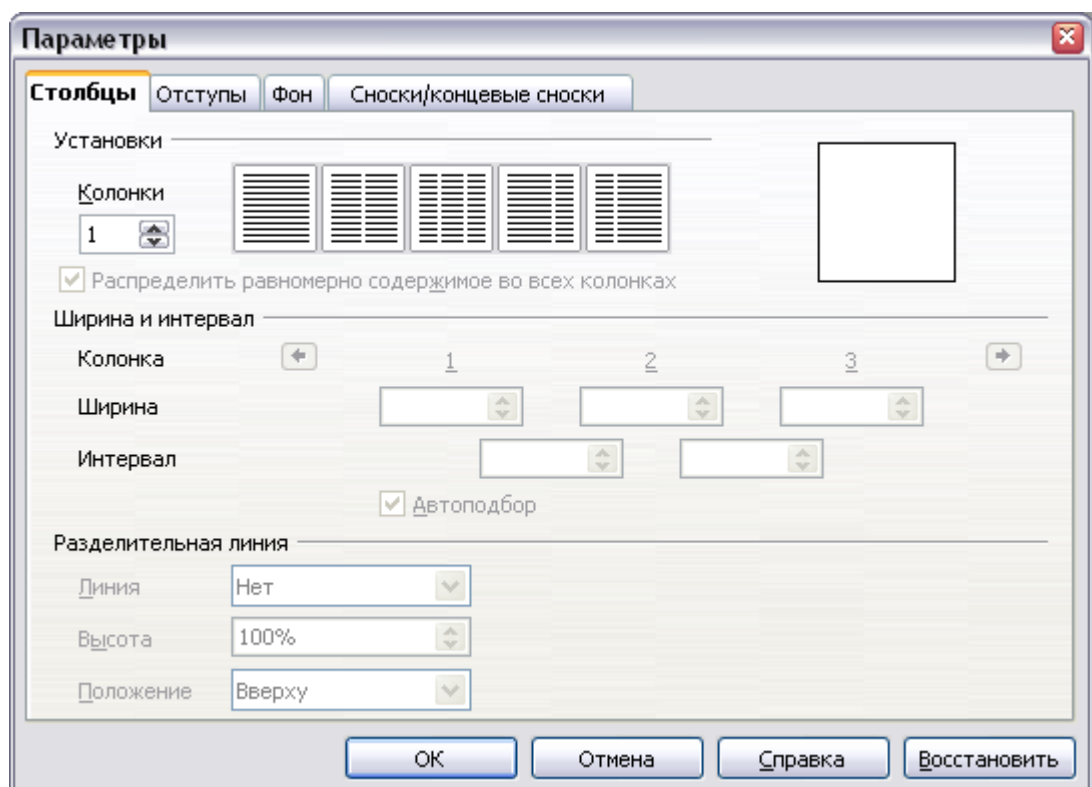 Параметры
Столбцы Отступы Фон Сноски/концевые сноски
Установки
Колонки
1
Распределить равномерно содержимое во всех колонках
Ширина и интервал
Колонка 1 2 3
Ширина
Интервал
Автоподбор
Разделительная линия
Линия Нет
Высота 100%
Положение Вверху
ОК Отмена Справка Восстановить